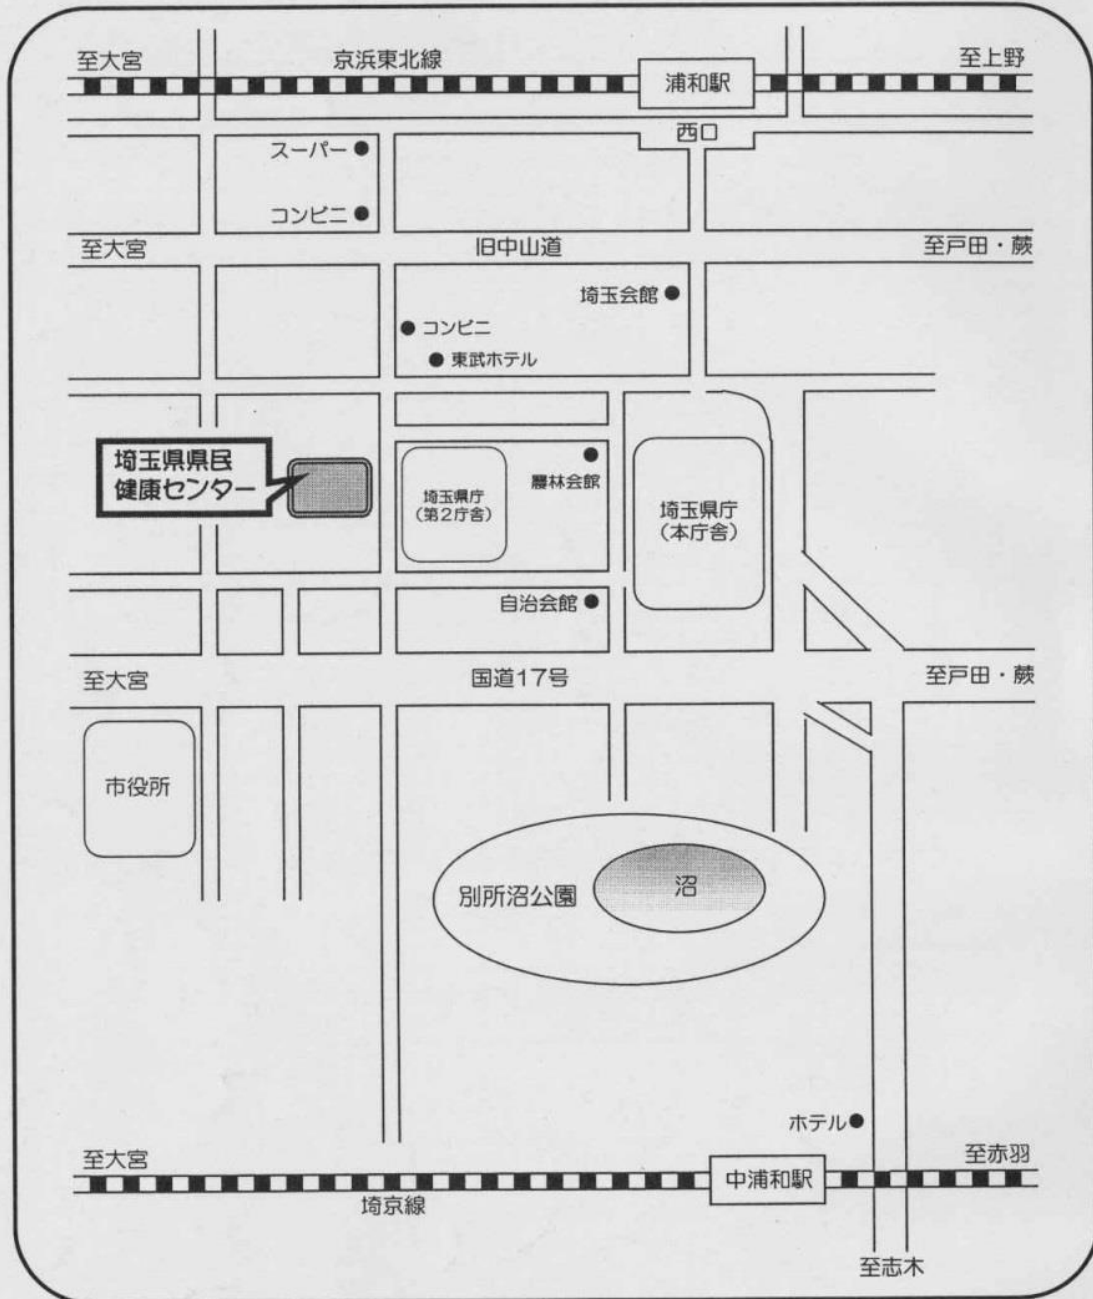 至大宮
京浜東北線
浦和駅
至上野
西口
スーパー
コンビニ
至大宮
旧中山道
至戸田・蕨
埼玉会館
コンビニ
東武ホテル
埼玉県県民
健康センター
埼玉県庁
(第2庁舎)
農林会館
埼玉県庁
(本庁舎)
自治会館
至大宮
国道17号
至戸田・蕨
市役所
別所沼公園
沼
ホテル
至大宮
埼京線
中浦和駅
至赤羽
至志木